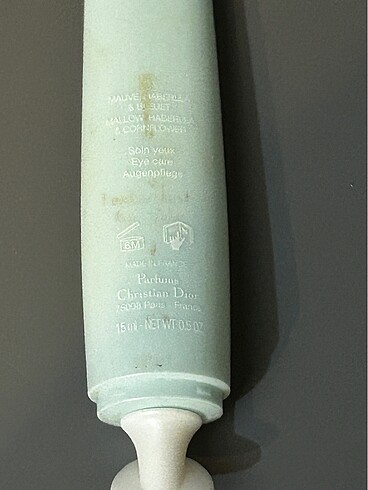 MAUVE, HABERLEA
& BLEUET
MALLOW, HABERLEA
& CORNFLOWER
Soin yeux
Eye care
Augenpflege
6M
MADE IN FRANCE
Parfums
Christian Dior
75008 Paris - France
15 ml - NET WT 0.5 OZ.